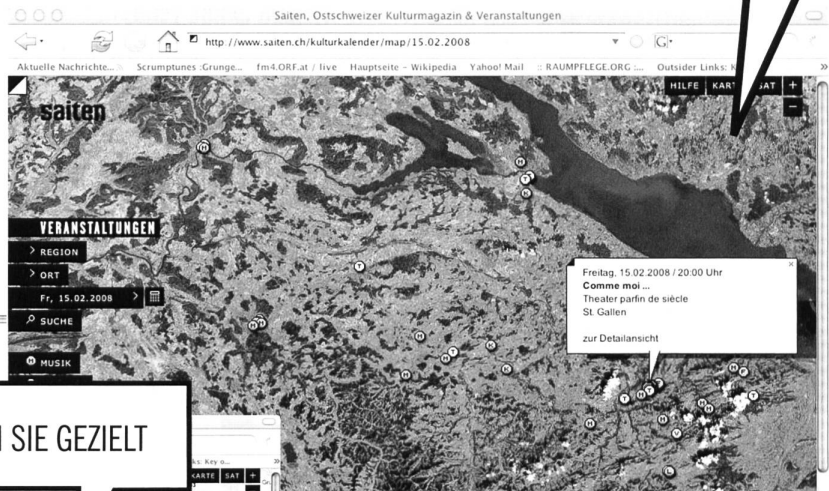 Saiten, Ostschweizer Kulturmagazin & Veranstaltungen
http://www.saiten.ch/kulturkalender/map/15.02.2008
G
Aktuelle Nachrichte... Scrumptunes :Grunge... fm4.ORF.at / live Hauptseite – Wikipedia Yahoo! Mail :: RAUMPFLEGE.ORG :... Outsider Links: »
HILFE SAT +
−
saiten
VERANSTALTUNGEN
> REGION
> ORT
Fr, 15.02.2008 >
SUCHE
M MUSIK
Freitag, 15.02.2008 / 20:00 Uhr
Comme moi ...
Theater parfin de siècle
St. Gallen
zur Detailansicht
SIE GEZIELT
ks: Key o... »
KARTE SAT +
−